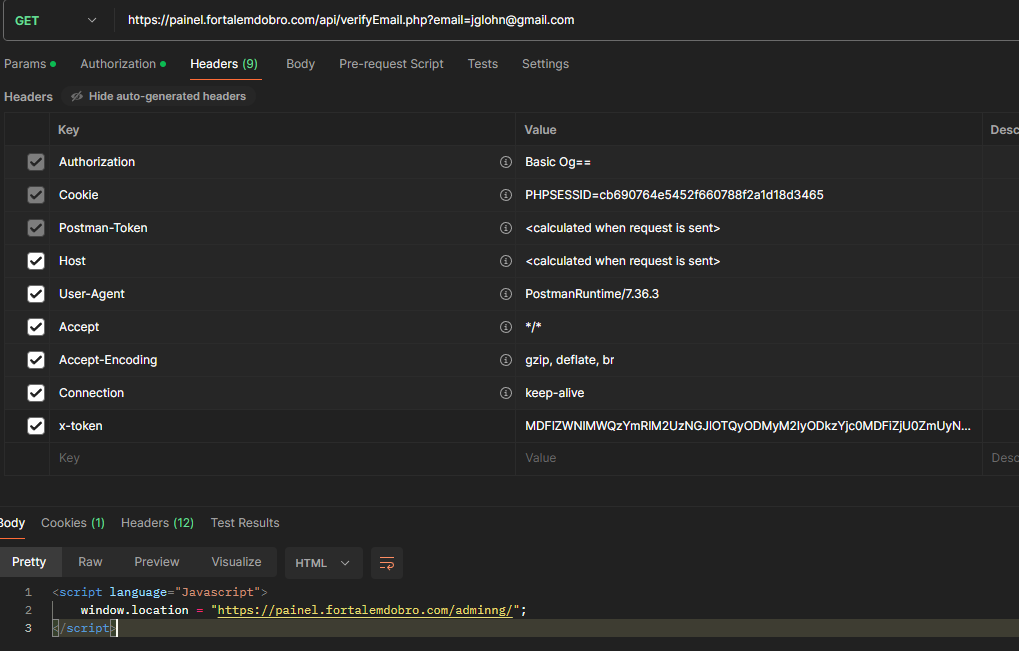 GET https://painel.fortalemdobro.com/api/verifyEmail.php?email=jglohn@gmail.com
Params Authorization Headers (9) Body Pre-request Script Tests Settings
Headers Hide auto-generated headers
Key Value Desc
Authorization Basic Og==
Cookie PHPSESSID=cb690764e5452f660788f2a1d18d3465
Postman-Token <calculated when request is sent>
Host <calculated when request is sent>
User-Agent PostmanRuntime/7.36.3
Accept */*
Accept-Encoding gzip, deflate, br
Connection keep-alive
x-token MDFlZWNlMWQzYmRlM2UzNGJlOTQyODMyM2IyODkzYjc0MDFiZjU0ZmUyN...
Key Value Desc
Body Cookies (1) Headers (12) Test Results
Pretty Raw Preview Visualize HTML
1 <script language="Javascript">
2 window.location = "https://painel.fortalemdobro.com/adminng/";
3 </script>